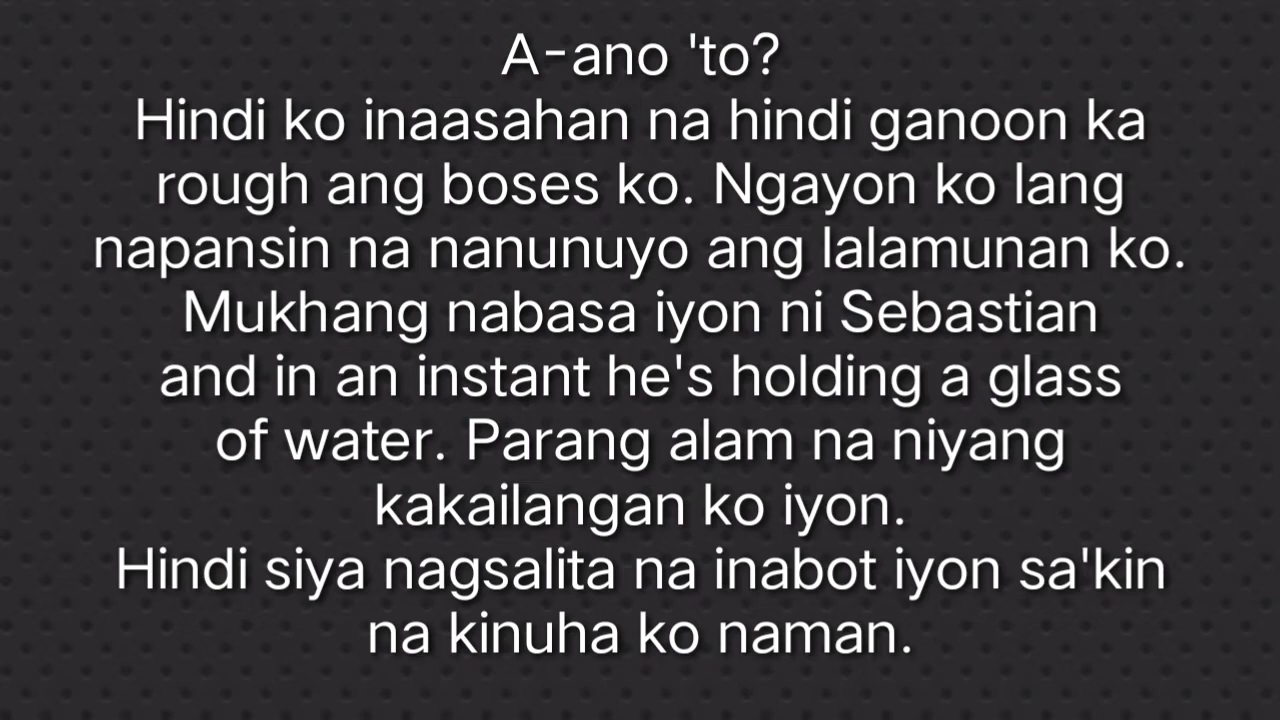 A-ano 'to?
Hindi ko inaasahan na hindi ganoon ka
rough ang boses ko. Ngayon ko lang
napansin na nanunuyo ang lalamunan ko.
Mukhang nabasa iyon ni Sebastian
and in an instant he's holding a glass
of water. Parang alam na niyang
kakailangan ko iyon.
Hindi siya nagsalita na inabot iyon sa'kin
na kinuha ko naman.